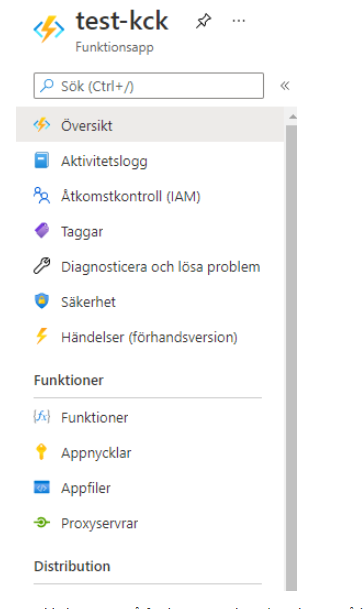 test-kck
Funktionsapp
Sök (Ctrl+/)
Översikt
Aktivitetslogg
Åtkomstkontroll (IAM)
Taggar
Diagnosticera och lösa problem
Säkerhet
Händelser (förhandsversion)
Funktioner
Funktioner
Appnycklar
Appfiler
Proxyservrar
Distribution